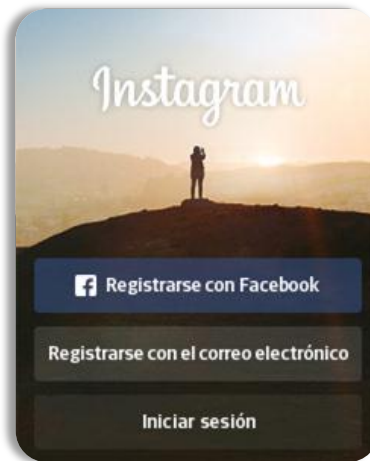 Instagram
Registrarse con Facebook
Registrarse con el correo electrónico
Iniciar sesión